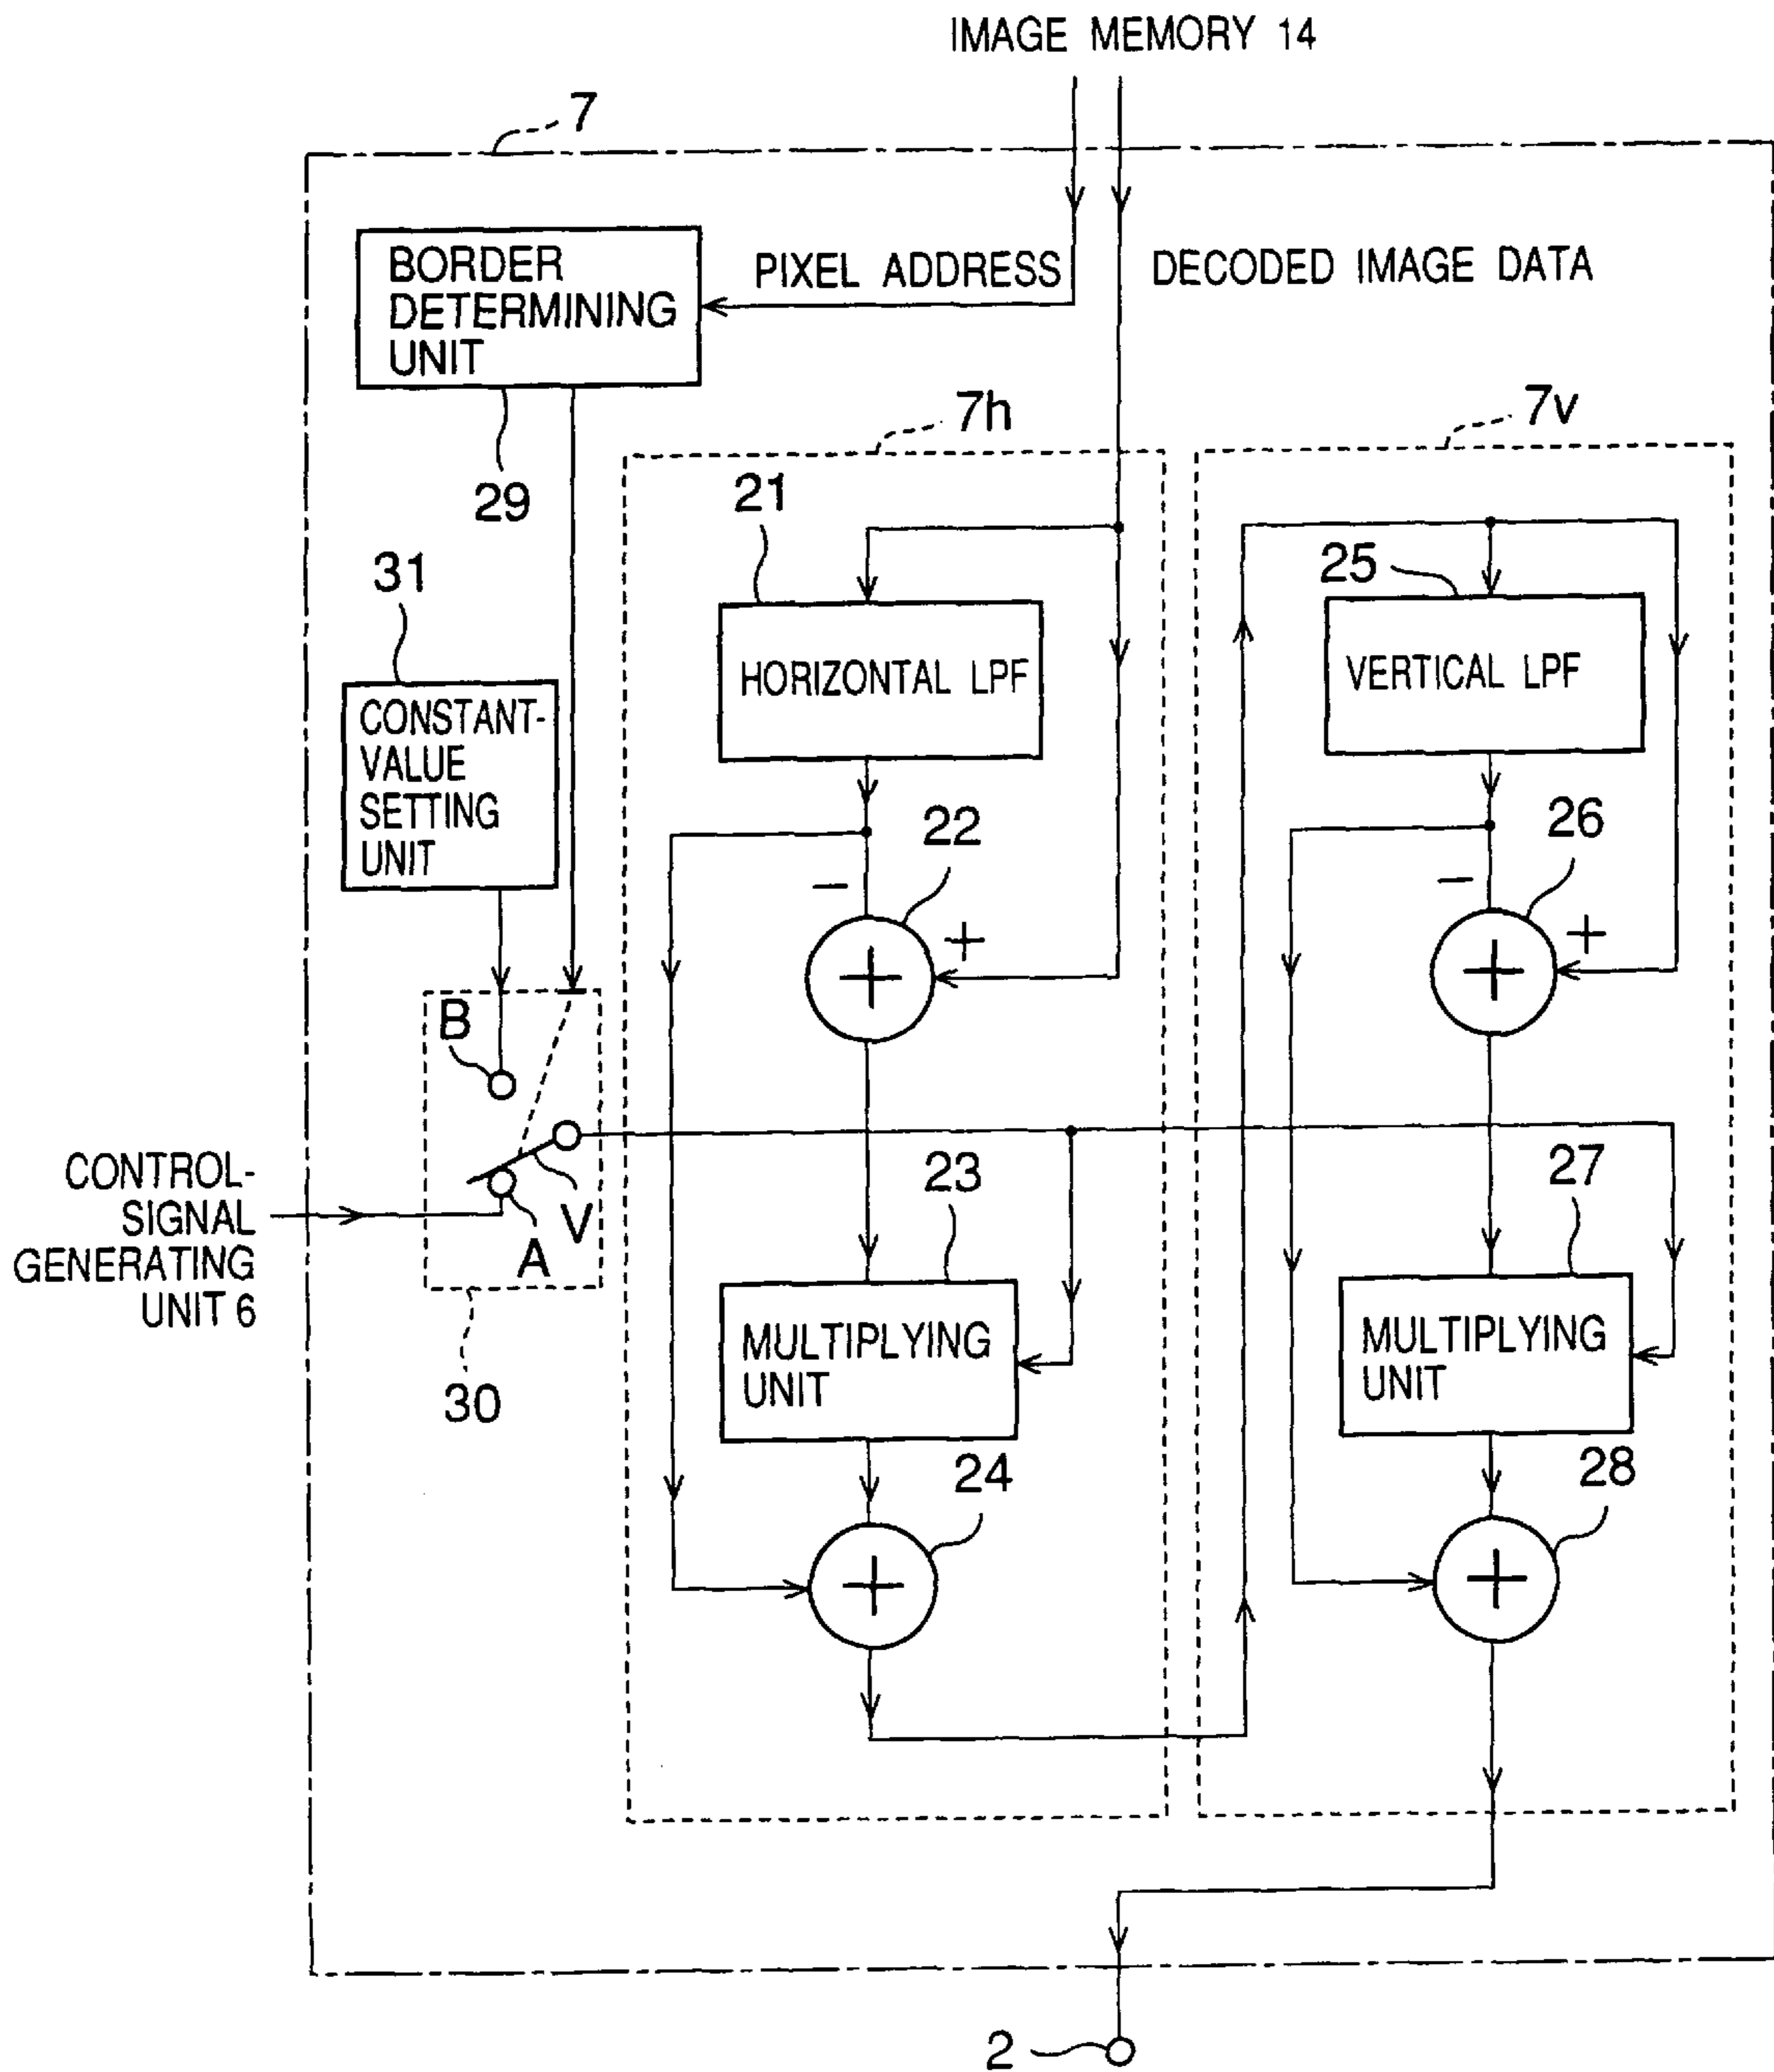 IMAGE MEMORY 14
7
BORDER
DETERMINING
UNIT
PIXEL ADDRESS
DECODED IMAGE DATA
29
7h
7v
21
25
31
HORIZONTAL LPF
VERTICAL LPF
CONSTANT-
VALUE
SETTING
UNIT
22
26
−
+
+
−
+
+
B
V
A
CONTROL-
SIGNAL
GENERATING
UNIT 6
30
23
27
MULTIPLYING
UNIT
MULTIPLYING
UNIT
24
28
+
+
2